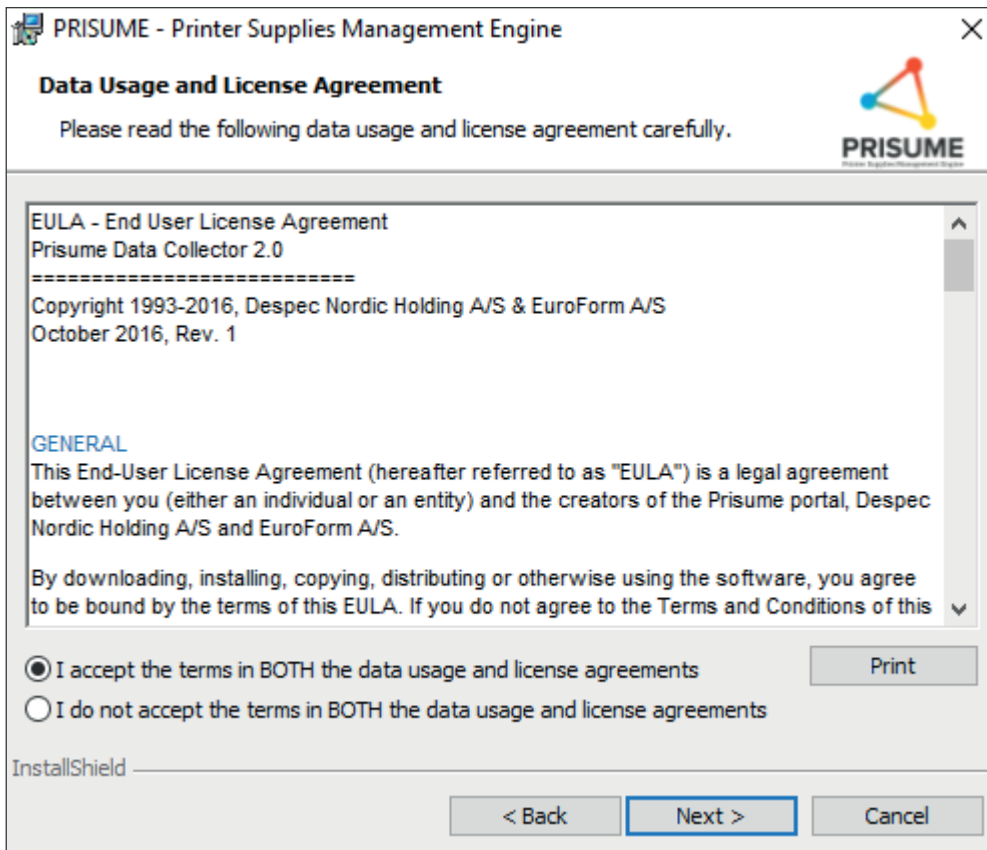 PRISUME - Printer Supplies Management Engine
Data Usage and License Agreement
Please read the following data usage and license agreement carefully.
PRISUME
Printer Supplies Management Engine
EULA - End User License Agreement
Prisume Data Collector 2.0
===========================
Copyright 1993-2016, Despec Nordic Holding A/S & EuroForm A/S
October 2016, Rev. 1
GENERAL
This End-User License Agreement (hereafter referred to as "EULA") is a legal agreement
between you (either an individual or an entity) and the creators of the Prisume portal, Despec
Nordic Holding A/S and EuroForm A/S.
By downloading, installing, copying, distributing or otherwise using the software, you agree
to be bound by the terms of this EULA. If you do not agree to the Terms and Conditions of this
I accept the terms in BOTH the data usage and license agreements
Print
I do not accept the terms in BOTH the data usage and license agreements
InstallShield
< Back
Next >
Cancel